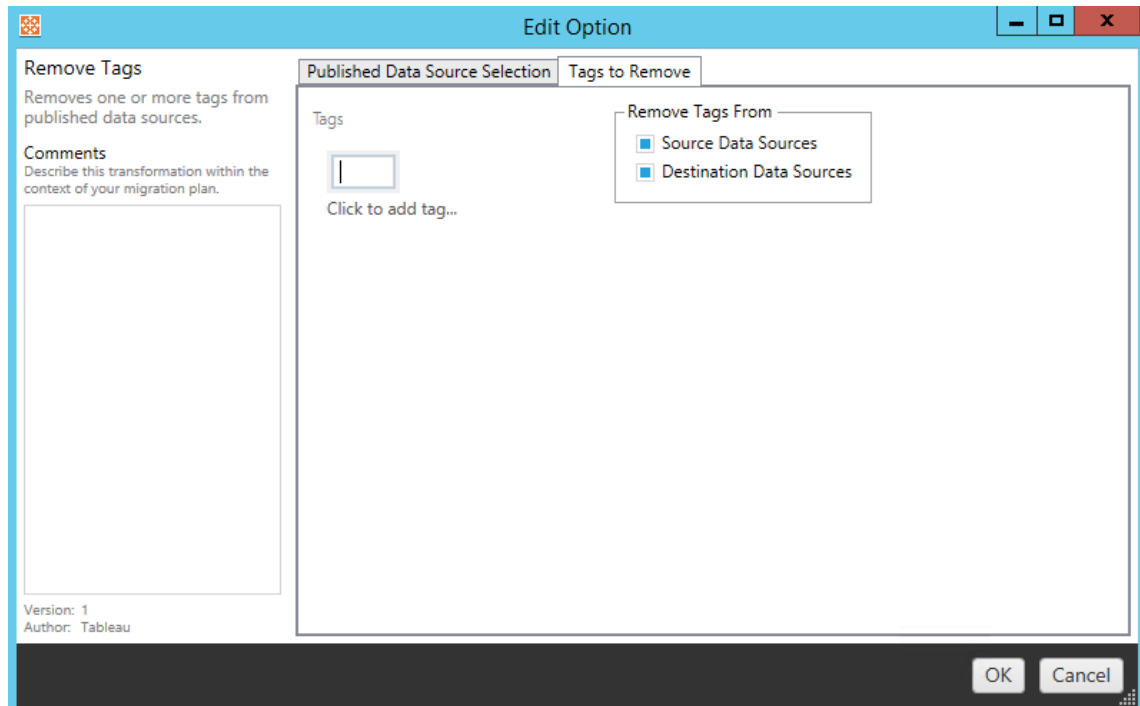 Edit Option
Remove Tags
Removes one or more tags from
published data sources.
Comments
Describe this transformation within the
context of your migration plan.
Version: 1
Author: Tableau
Published Data Source Selection
Tags to Remove
Tags
Click to add tag...
Remove Tags From
Source Data Sources
Destination Data Sources
OK
Cancel